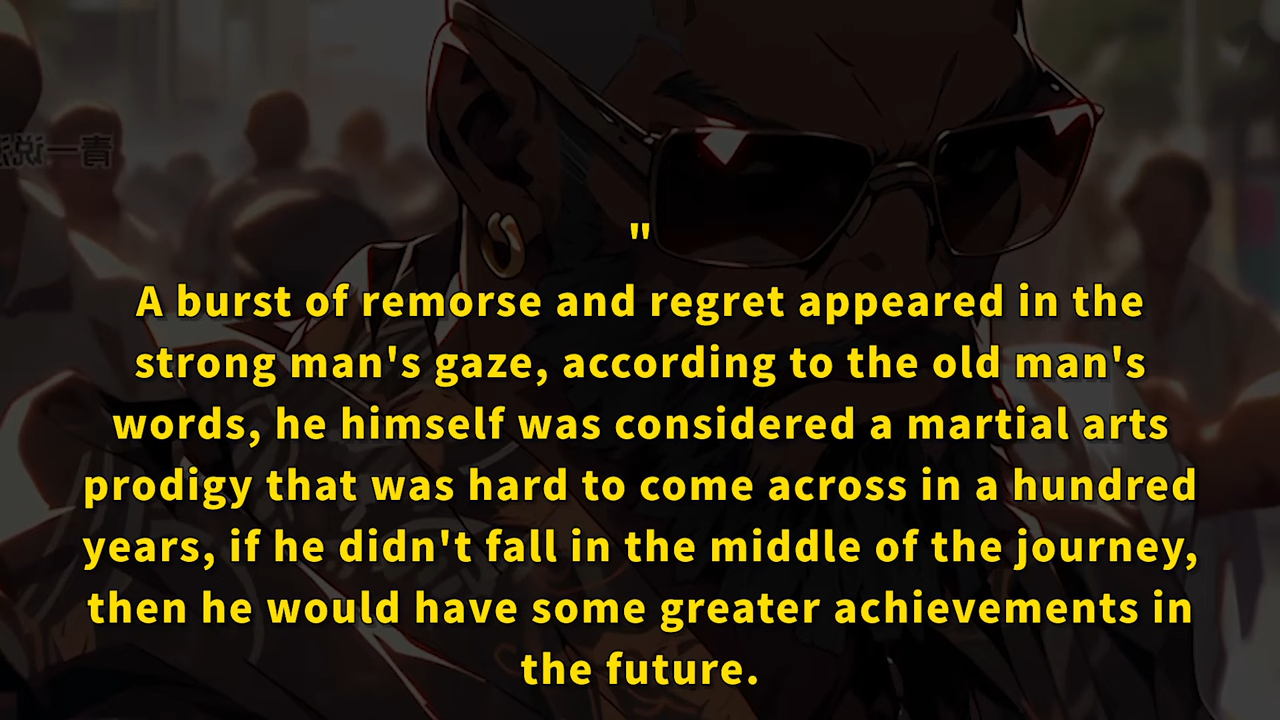 "
A burst of remorse and regret appeared in the
strong man's gaze, according to the old man's
words, he himself was considered a martial arts
prodigy that was hard to come across in a hundred
years, if he didn't fall in the middle of the journey,
then he would have some greater achievements in
the future.